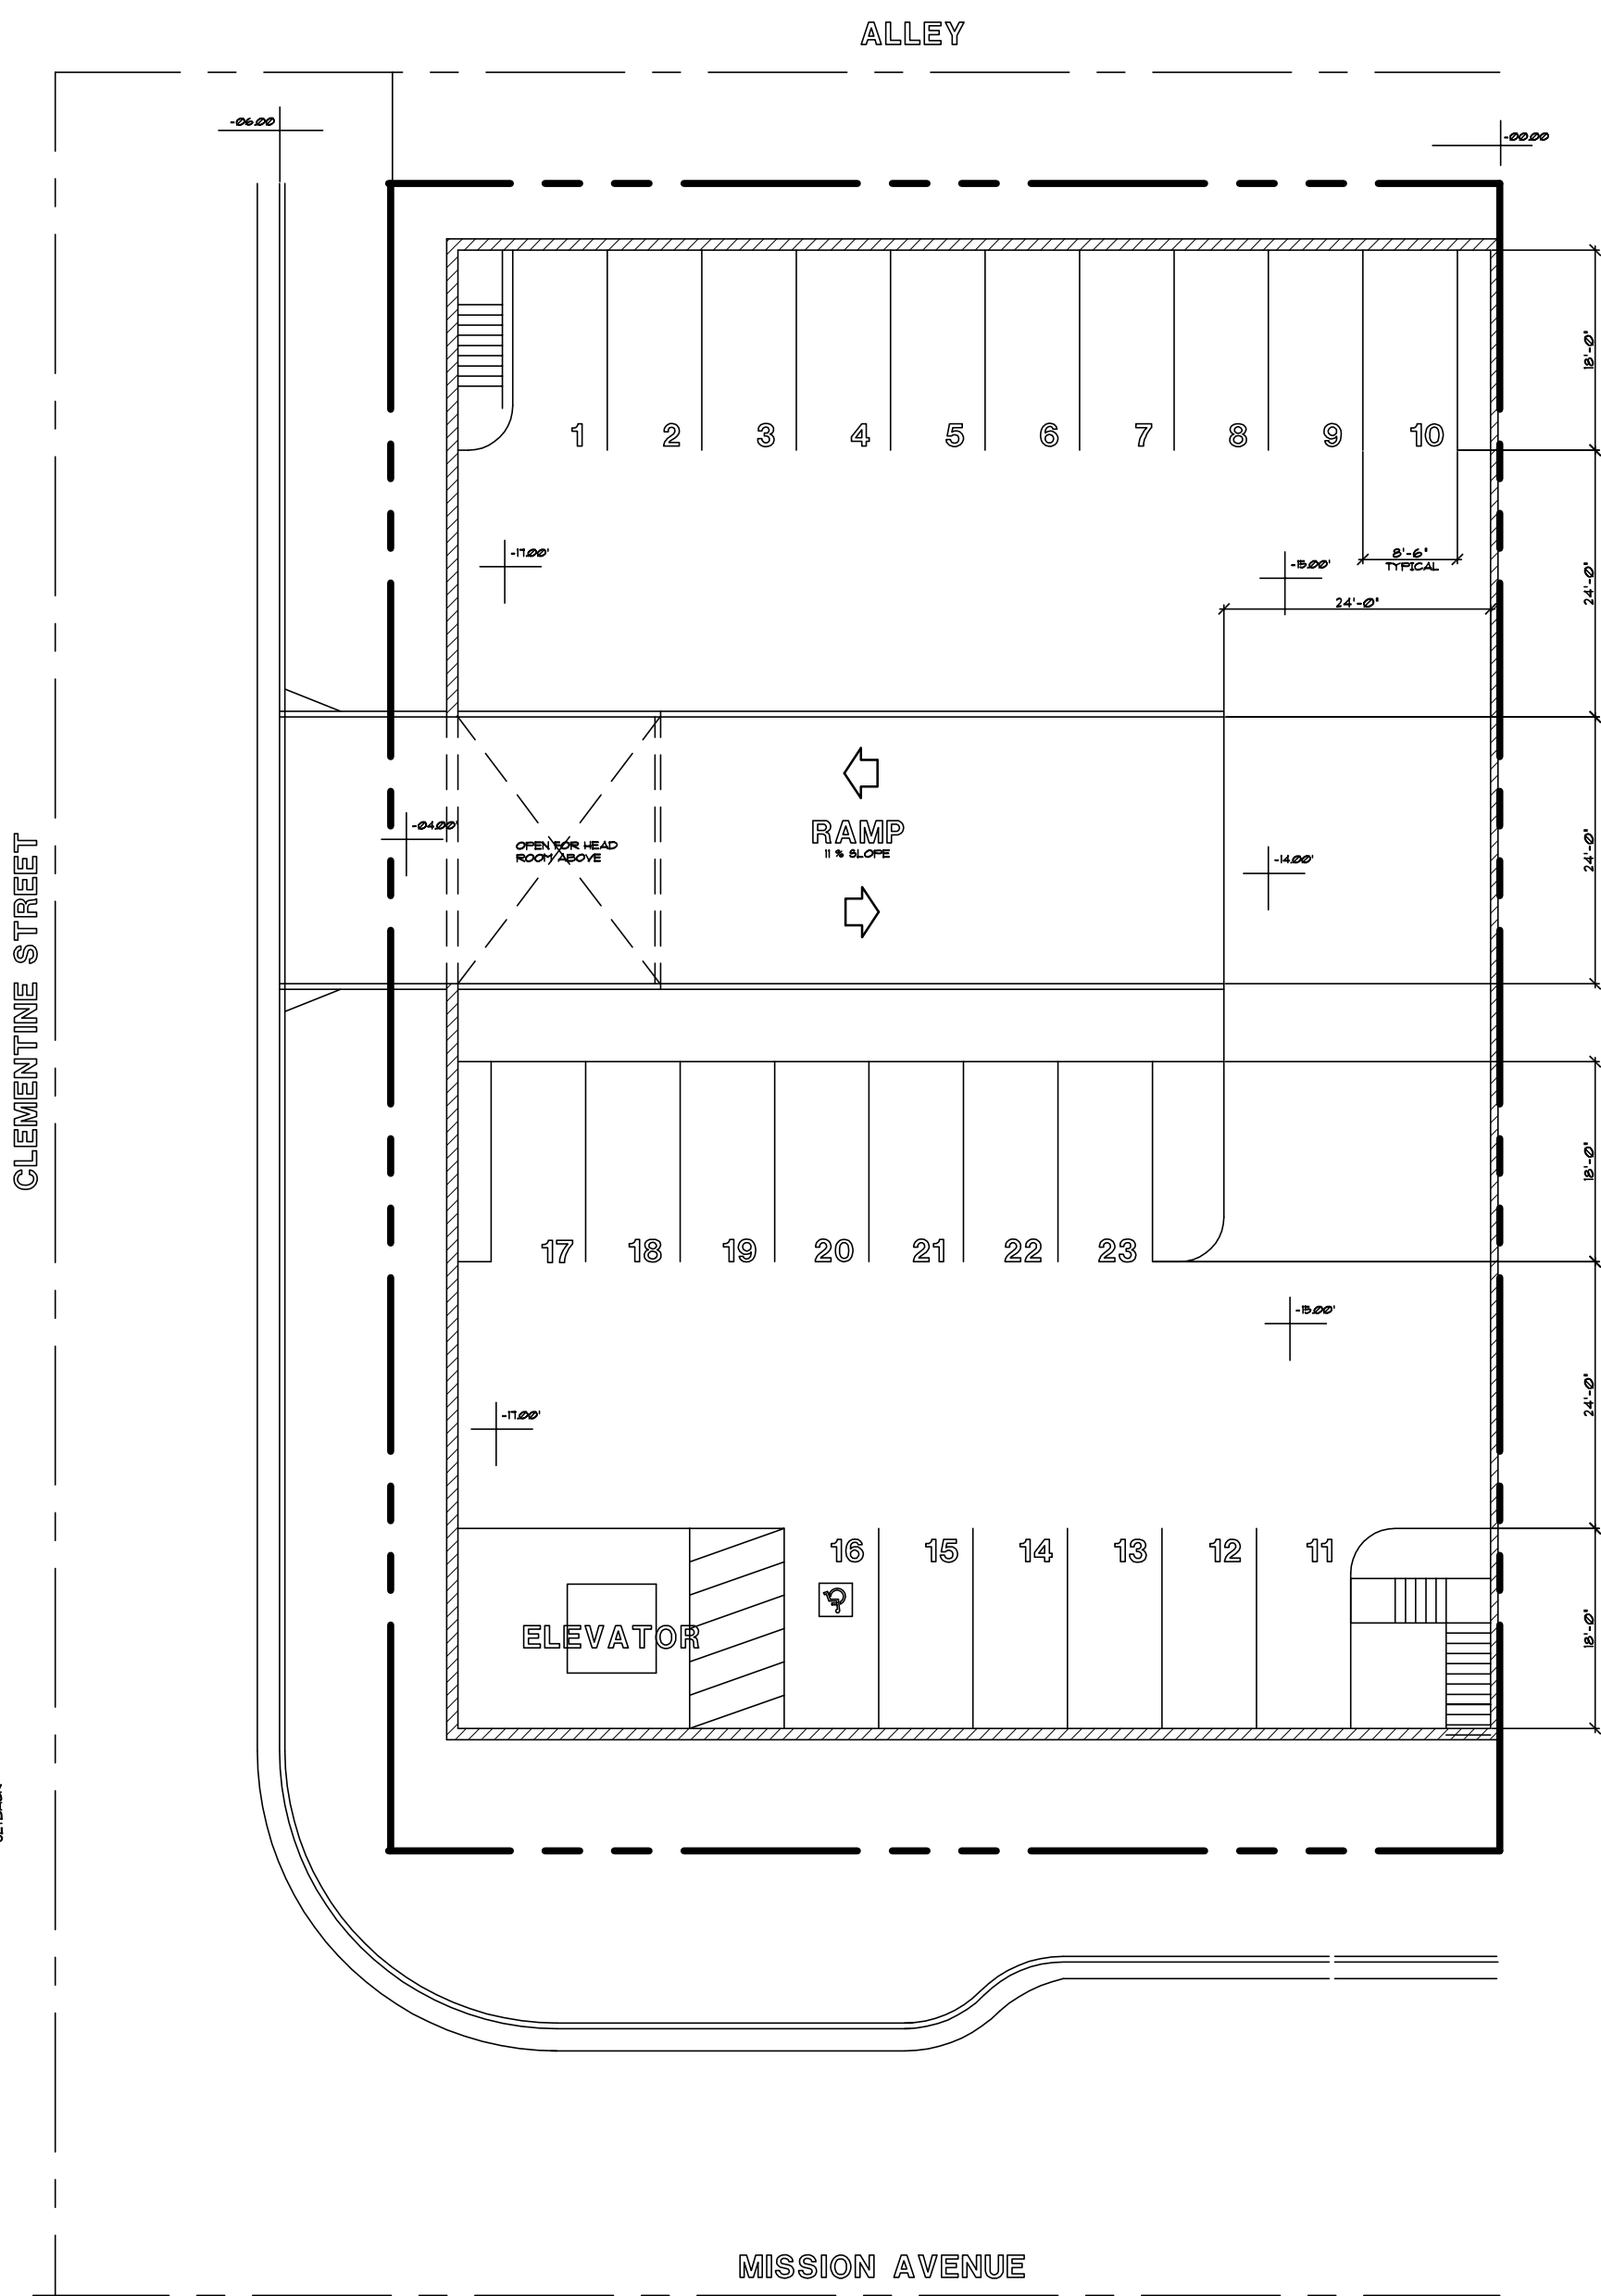 ALLEY
-06.00
-00.00
18'-0"
1 2 3 4 5 6 7 8 9 10
-17.00'
-15.00'
8'-6"
TYPICAL
24'-0"
24'-0"
-04.00'
OPEN FOR HEAD
ROOM ABOVE
RAMP
11 % SLOPE
-14.00'
24'-0"
CLEMENTINE STREET
18'-0"
17 18 19 20 21 22 23
-15.00'
-17.00'
24'-0"
16 15 14 13 12 11
ELEVATOR
18'-0"
MISSION AVENUE